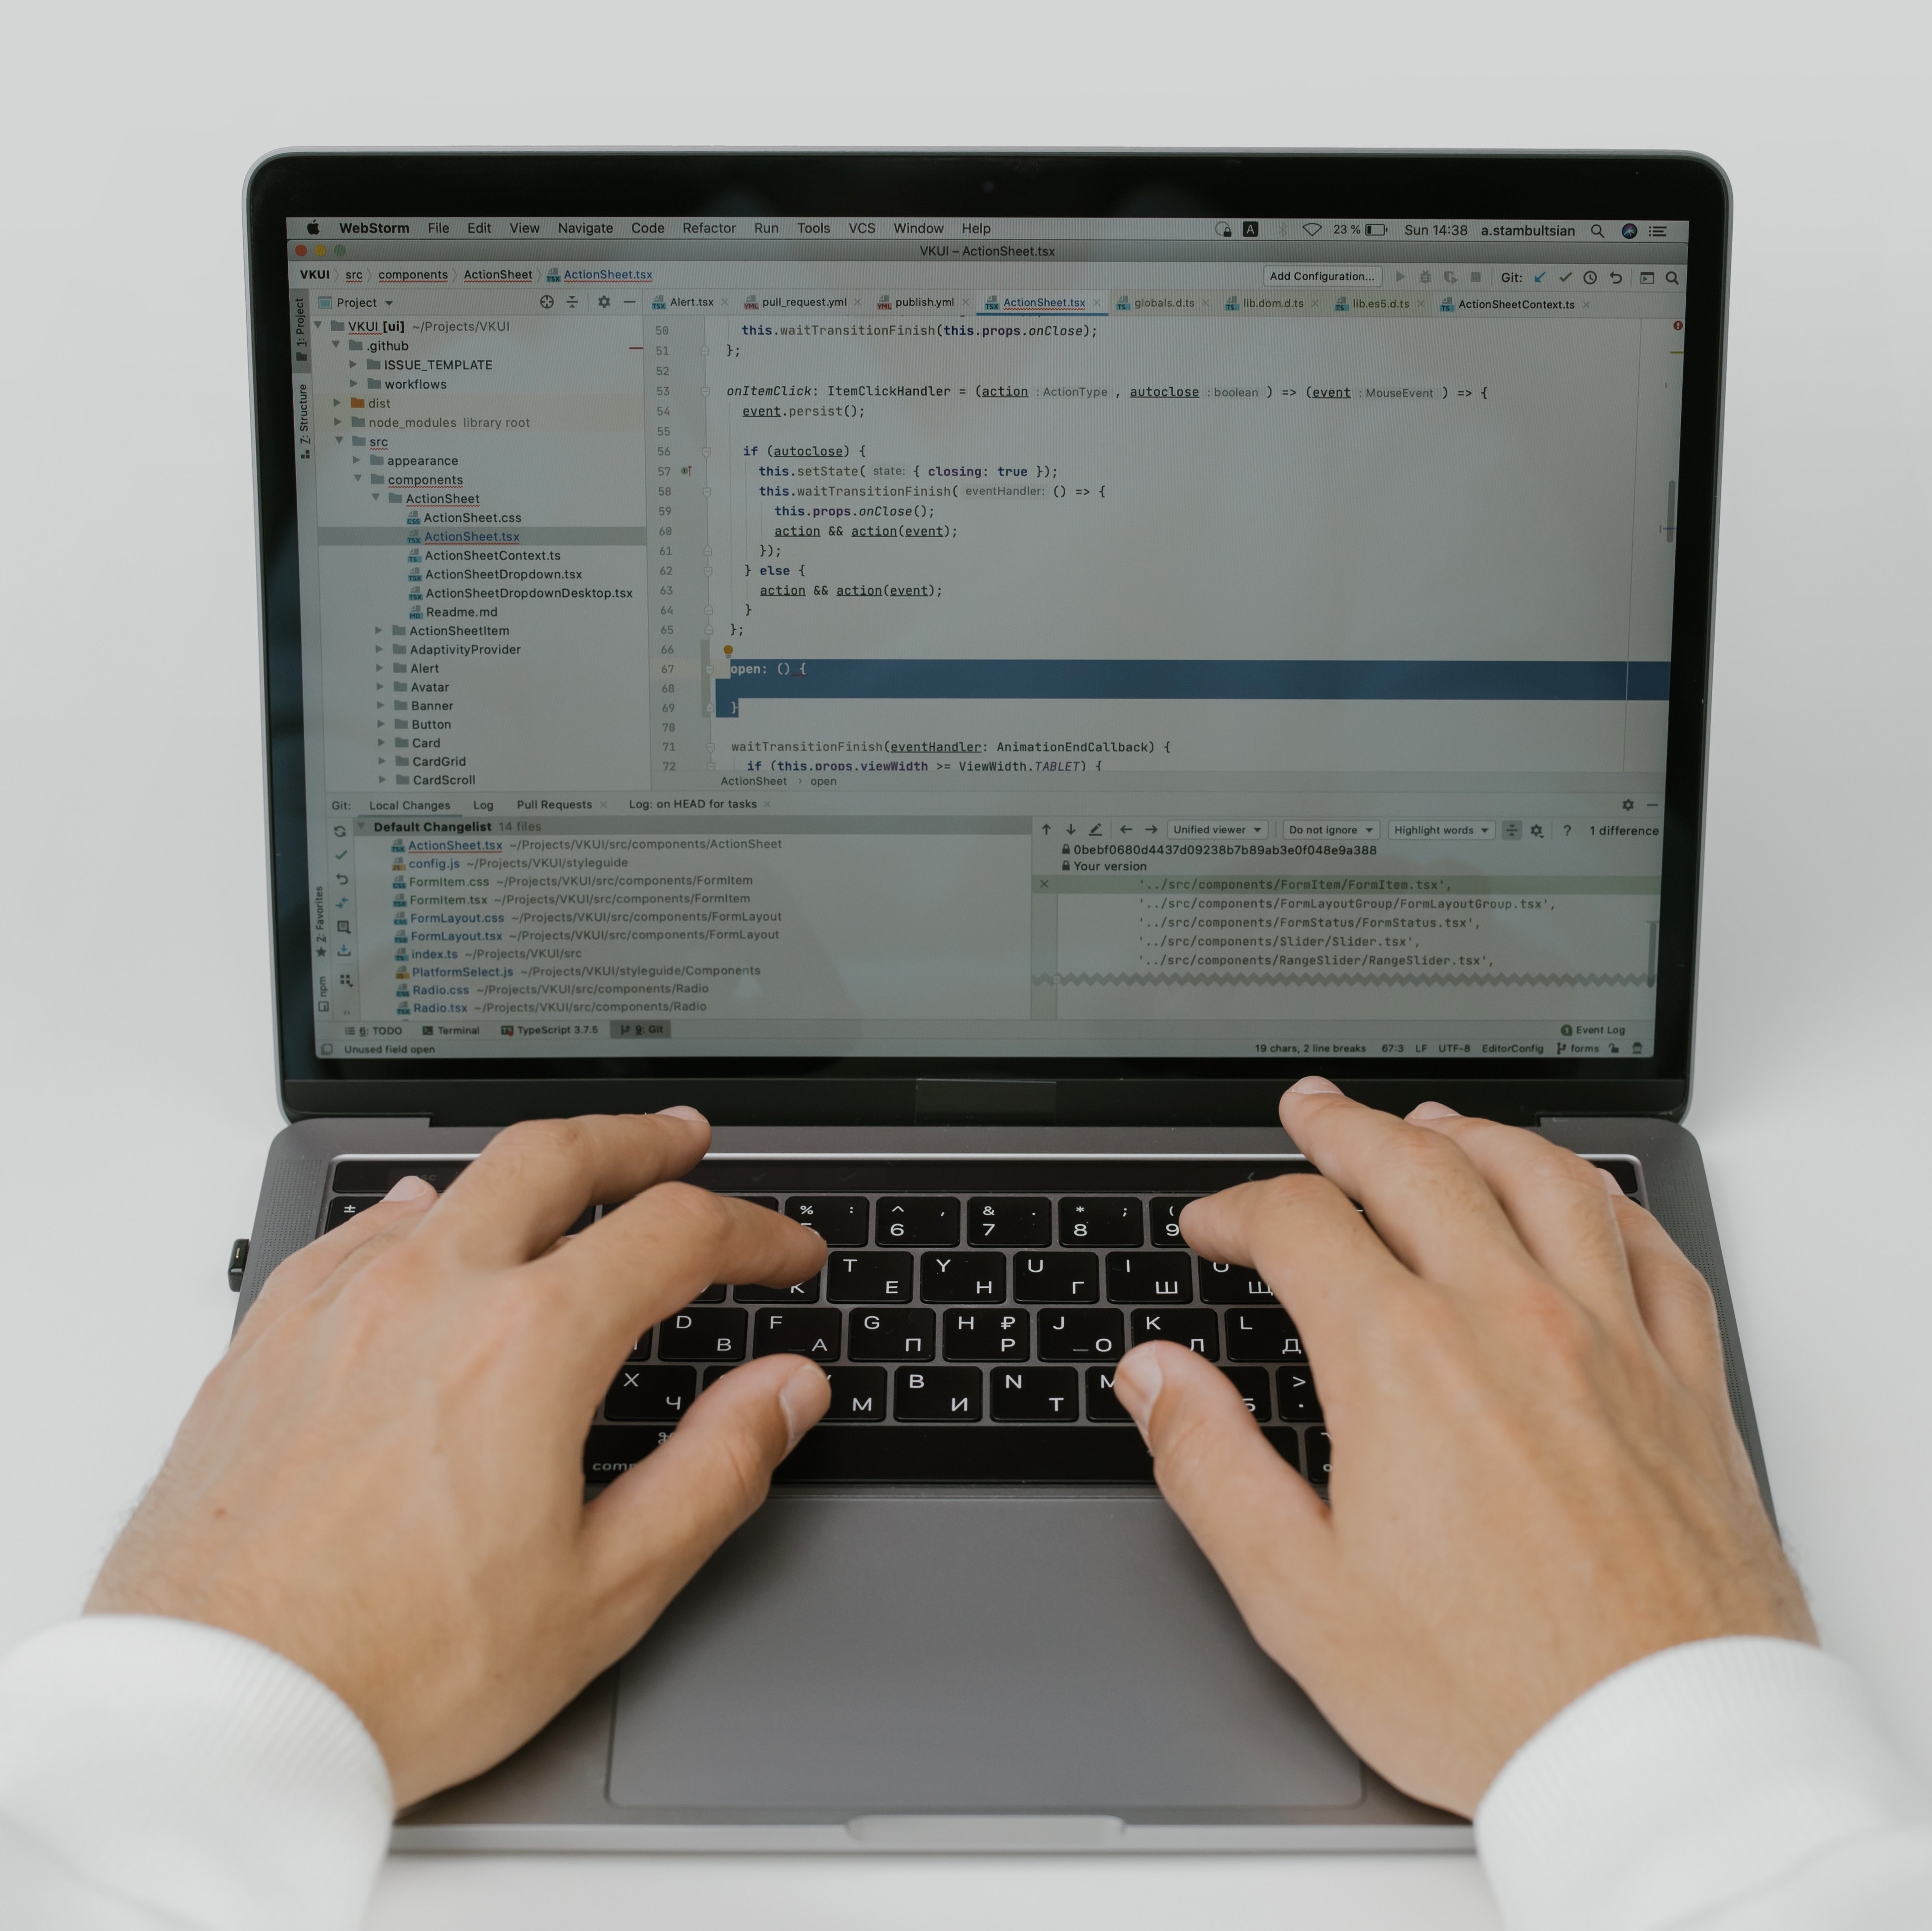 WebStorm File Edit View Navigate Code Refactor Run Tools VCS Window Help A 23 % Sun 14:38 a.stambultsian
VKUI – ActionSheet.tsx
VKUI src components ActionSheet ActionSheet.tsx Add Configuration... Git:
Project Alert.tsx pull_request.yml publish.yml ActionSheet.tsx globals.d.ts lib.dom.d.ts lib.es5.d.ts ActionSheetContext.ts
1: Project
Z: Structure
2: Favorites
npm
VKUI [ui] ~/Projects/VKUI
.github
ISSUE_TEMPLATE
workflows
dist
node_modules library root
src
appearance
components
ActionSheet
ActionSheet.css
ActionSheet.tsx
ActionSheetContext.ts
ActionSheetDropdown.tsx
ActionSheetDropdownDesktop.tsx
Readme.md
ActionSheetItem
AdaptivityProvider
Alert
Avatar
Banner
Button
Card
CardGrid
CardScroll
50 this.waitTransitionFinish(this.props.onClose);
51 };
52
53 onItemClick: ItemClickHandler = (action : ActionType , autoclose : boolean ) => (event : MouseEvent ) => {
54 event.persist();
55
56 if (autoclose) {
57 this.setState( state: { closing: true });
58 this.waitTransitionFinish( eventHandler: () => {
59 this.props.onClose();
60 action && action(event);
61 });
62 } else {
63 action && action(event);
64 }
65 };
66
67 open: () {
68
69 }
70
71 waitTransitionFinish(eventHandler: AnimationEndCallback) {
72 if (this.props.viewWidth >= ViewWidth.TABLET) {
ActionSheet › open
Git: Local Changes Log Pull Requests Log: on HEAD for tasks
Default Changelist 14 files
ActionSheet.tsx ~/Projects/VKUI/src/components/ActionSheet
config.js ~/Projects/VKUI/styleguide
FormItem.css ~/Projects/VKUI/src/components/FormItem
FormItem.tsx ~/Projects/VKUI/src/components/FormItem
FormLayout.css ~/Projects/VKUI/src/components/FormLayout
FormLayout.tsx ~/Projects/VKUI/src/components/FormLayout
index.ts ~/Projects/VKUI/src
PlatformSelect.js ~/Projects/VKUI/styleguide/Components
Radio.css ~/Projects/VKUI/src/components/Radio
Radio.tsx ~/Projects/VKUI/src/components/Radio
Unified viewer Do not ignore Highlight words ? 1 difference
0bebf0680d4437d09238b7b89ab3e0f048e9a388
Your version
'../src/components/FormItem/FormItem.tsx',
'../src/components/FormLayoutGroup/FormLayoutGroup.tsx',
'../src/components/FormStatus/FormStatus.tsx',
'../src/components/Slider/Slider.tsx',
'../src/components/RangeSlider/RangeSlider.tsx',
6: TODO Terminal TypeScript 3.7.5 9: Git 1 Event Log
Unused field open 19 chars, 2 line breaks 67:3 LF UTF-8 EditorConfig forms
± % : ^ , & . * ; (
6 7 8 9
T Y U I O
К Е Н Г Ш Щ
D F G H ₽ J K L
В А П Р О Л Д
X B N M >
Ч М И Т Б .
⌘